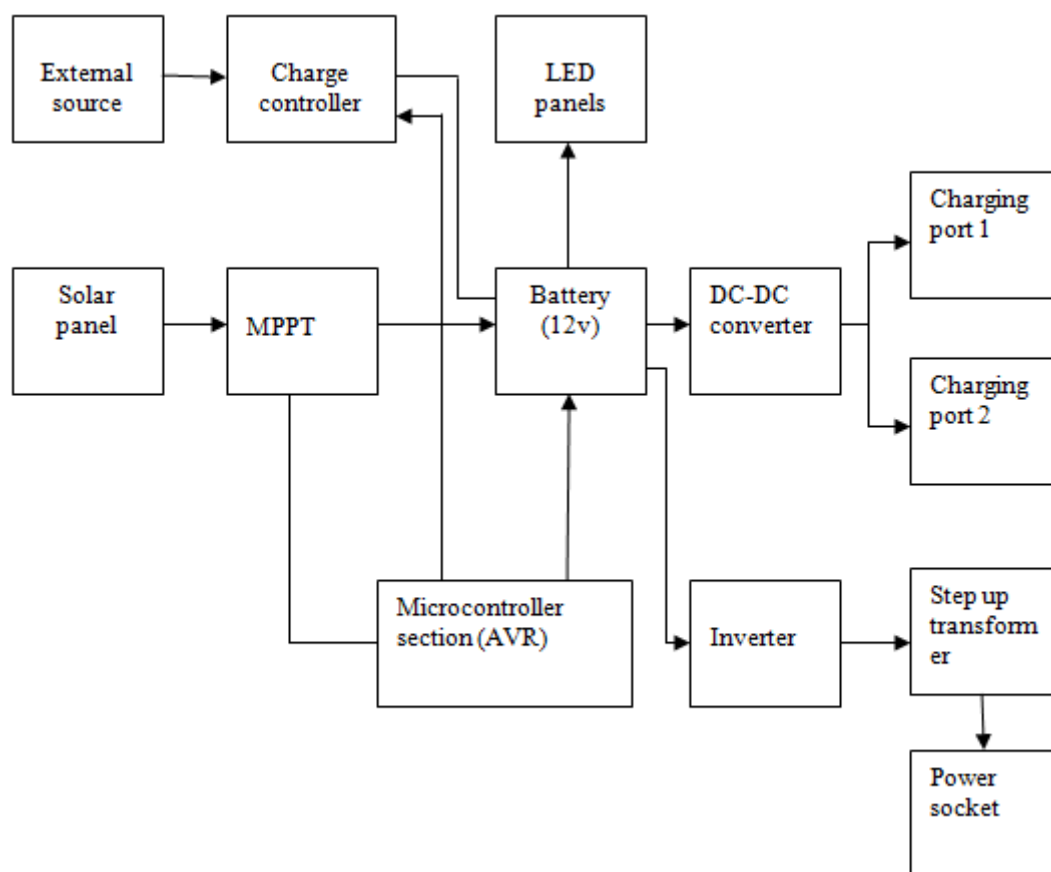 External
source
Charge
controller
LED
panels
Charging
port 1
Solar
panel
MPPT
Battery
(12v)
DC-DC
converter
Charging
port 2
Microcontroller
section (AVR)
Inverter
Step up
transform
er
Power
socket